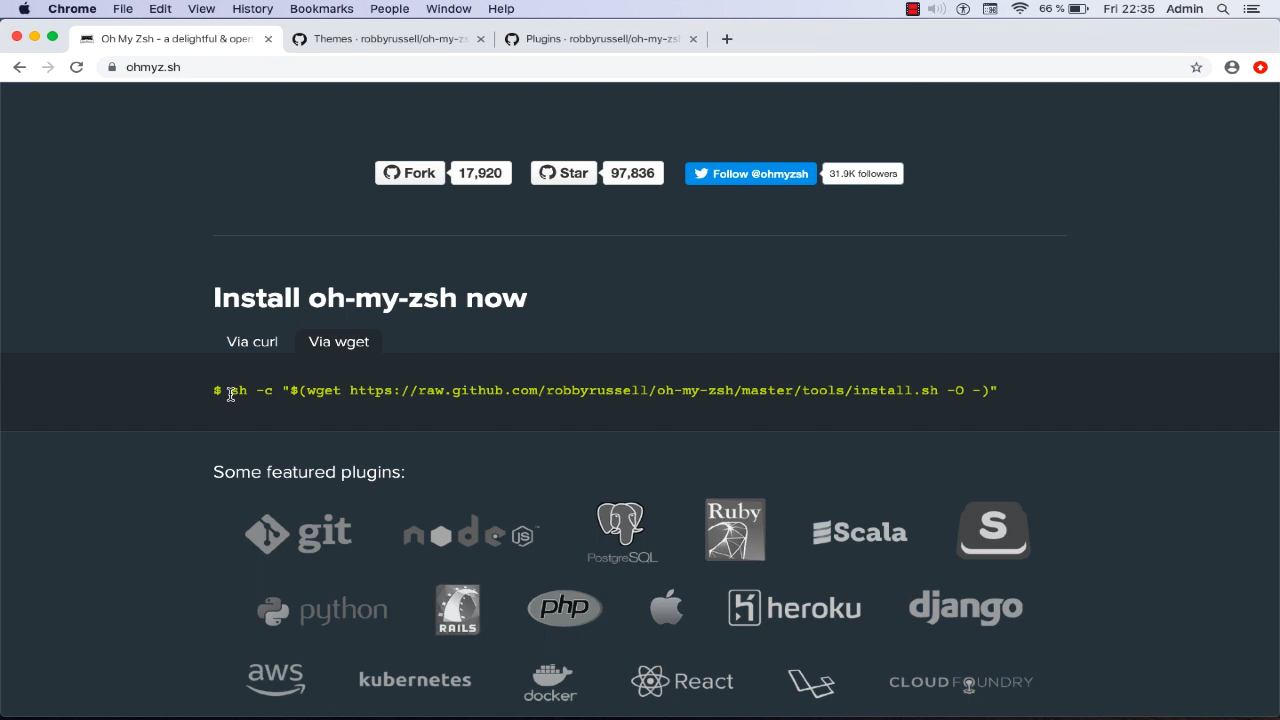 Chrome File Edit View History Bookmarks People Window Help 66 % Fri 22:35 Admin
Oh My Zsh - a delightful & open Themes · robbyrussell/oh-my-zs Plugins · robbyrussell/oh-my-zsh
ohmyz.sh
Fork 17,920 Star 97,836 Follow @ohmyzsh 31.9K followers
Install oh-my-zsh now
Via curl Via wget
$ sh -c "$(wget https://raw.github.com/robbyrussell/oh-my-zsh/master/tools/install.sh -O -)"
Some featured plugins:
git node JS PostgreSQL Ruby Scala S
python RAILS php heroku django
aws kubernetes docker React CLOUD FOUNDRY